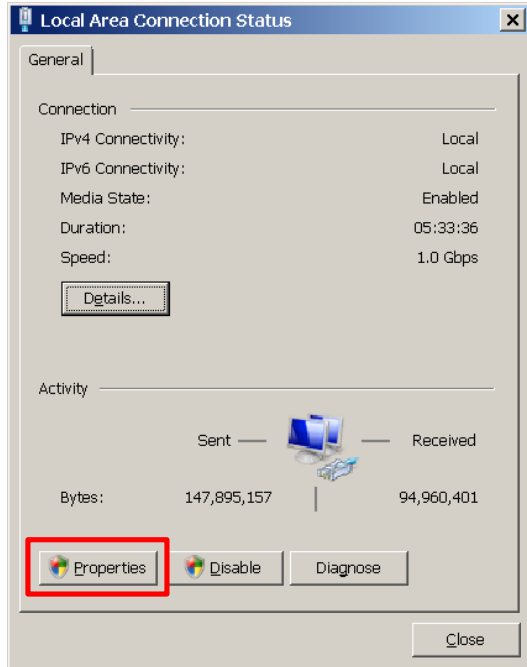 Local Area Connection Status
General
Connection
IPv4 Connectivity: Local
IPv6 Connectivity: Local
Media State: Enabled
Duration: 05:33:36
Speed: 1.0 Gbps
Details...
Activity
Sent Received
Bytes: 147,895,157 94,960,401
Properties Disable Diagnose
Close